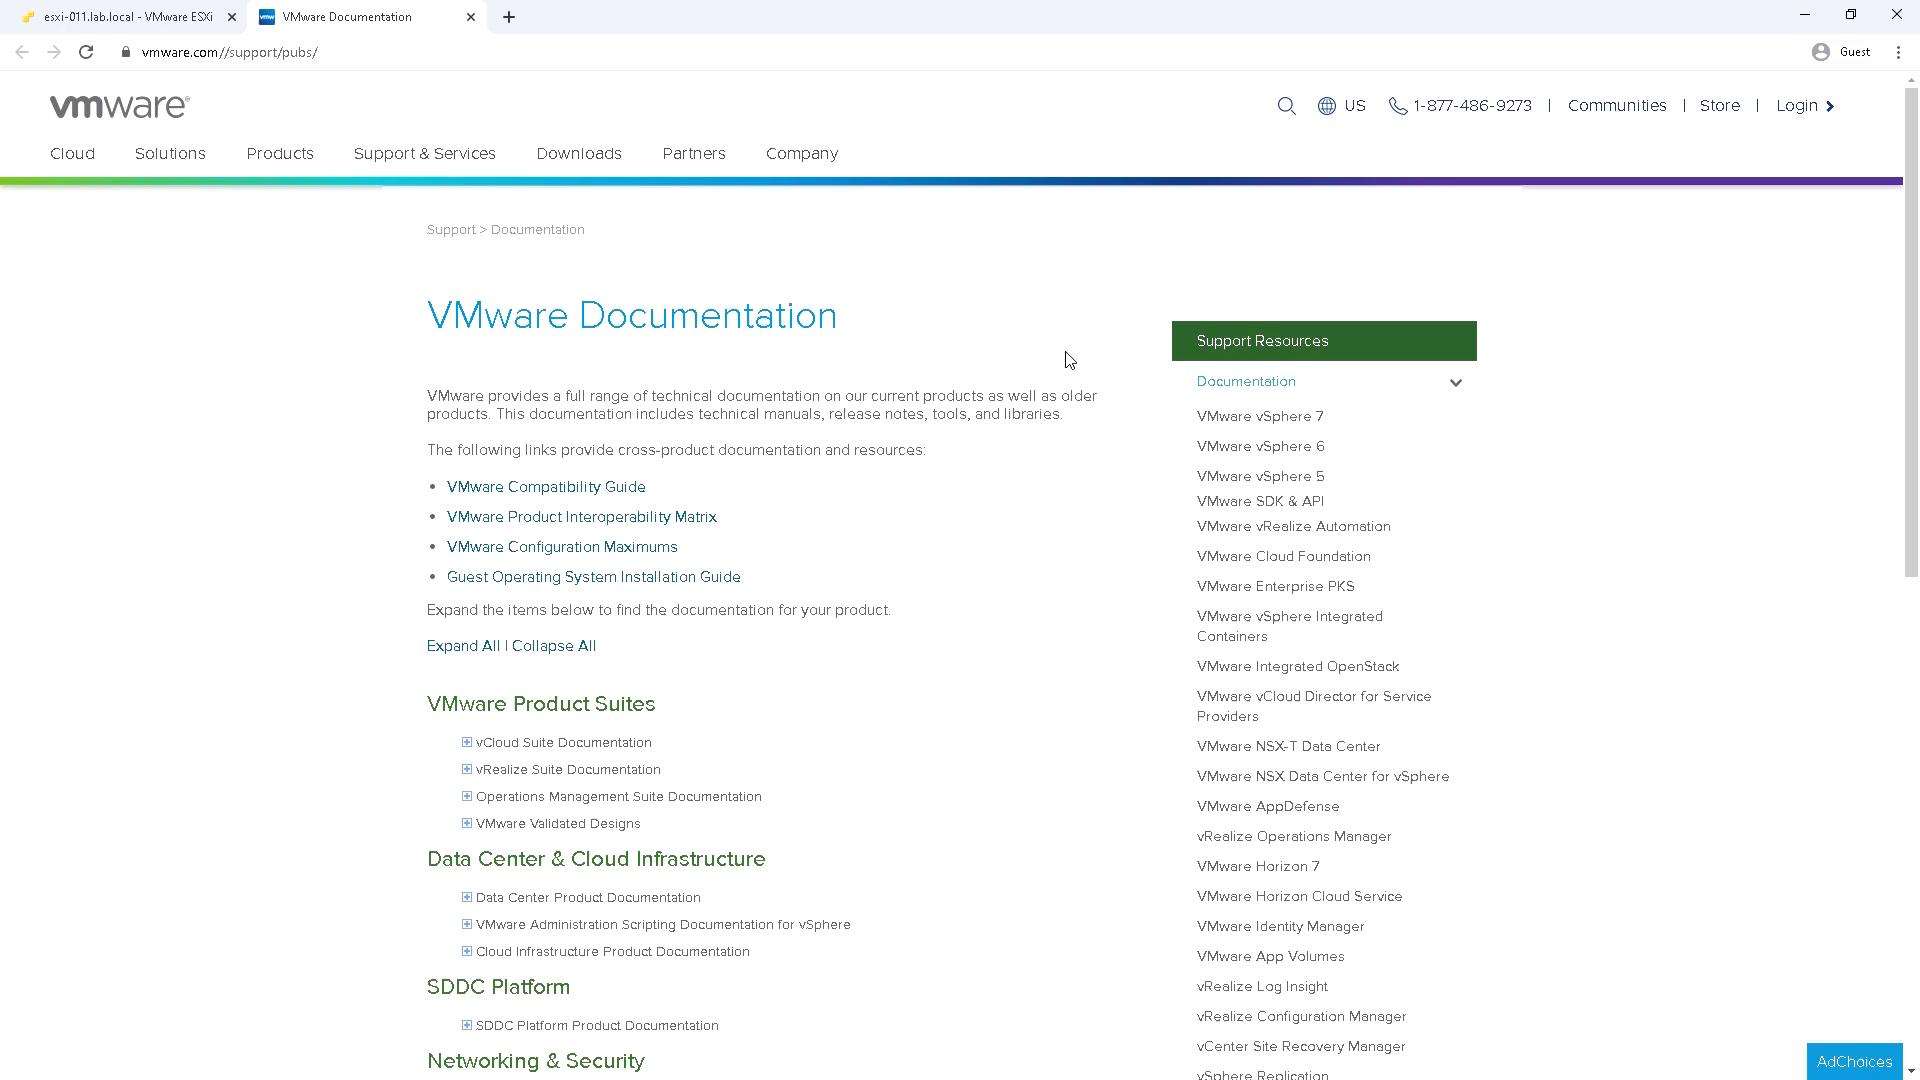 esxi-011.lab.local - VMware ESXi
VMware Documentation
vmware.com//support/pubs/
Guest
vmware
US
1-877-486-9273 | Communities | Store | Login
Cloud Solutions Products Support & Services Downloads Partners Company
Support > Documentation
VMware Documentation
VMware provides a full range of technical documentation on our current products as well as older
products. This documentation includes technical manuals, release notes, tools, and libraries.
The following links provide cross-product documentation and resources:
• VMware Compatibility Guide
• VMware Product Interoperability Matrix
• VMware Configuration Maximums
• Guest Operating System Installation Guide
Expand the items below to find the documentation for your product.
Expand All | Collapse All
VMware Product Suites
vCloud Suite Documentation
vRealize Suite Documentation
Operations Management Suite Documentation
VMware Validated Designs
Data Center & Cloud Infrastructure
Data Center Product Documentation
VMware Administration Scripting Documentation for vSphere
Cloud Infrastructure Product Documentation
SDDC Platform
SDDC Platform Product Documentation
Networking & Security
Support Resources
Documentation
VMware vSphere 7
VMware vSphere 6
VMware vSphere 5
VMware SDK & API
VMware vRealize Automation
VMware Cloud Foundation
VMware Enterprise PKS
VMware vSphere Integrated
Containers
VMware Integrated OpenStack
VMware vCloud Director for Service
Providers
VMware NSX-T Data Center
VMware NSX Data Center for vSphere
VMware AppDefense
vRealize Operations Manager
VMware Horizon 7
VMware Horizon Cloud Service
VMware Identity Manager
VMware App Volumes
vRealize Log Insight
vRealize Configuration Manager
vCenter Site Recovery Manager
vSphere Replication
AdChoices